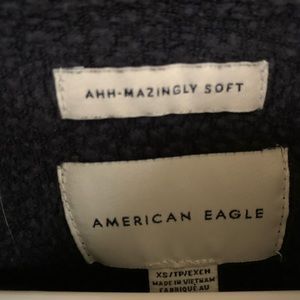 AHH-MAZINGLY SOFT
AMERICAN EAGLE
XS/TP/EXCH
MADE IN VIETNAM
FABRIQUÉ AU